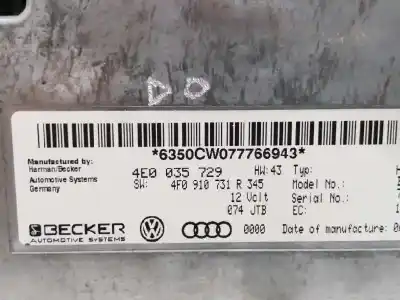 DO
*6350CW077766943*
Manufactured by:
Harman/Becker
Automotive Systems
Germany
4E0 035 729 HW:43 Typ:
SW: 4F0 910 731 R 345 Model No.:
12 Volt Serial No.:
074 JTB EC:
BECKER
AUTOMOTIVE SYSTEMS
0000 Date of manufacture: